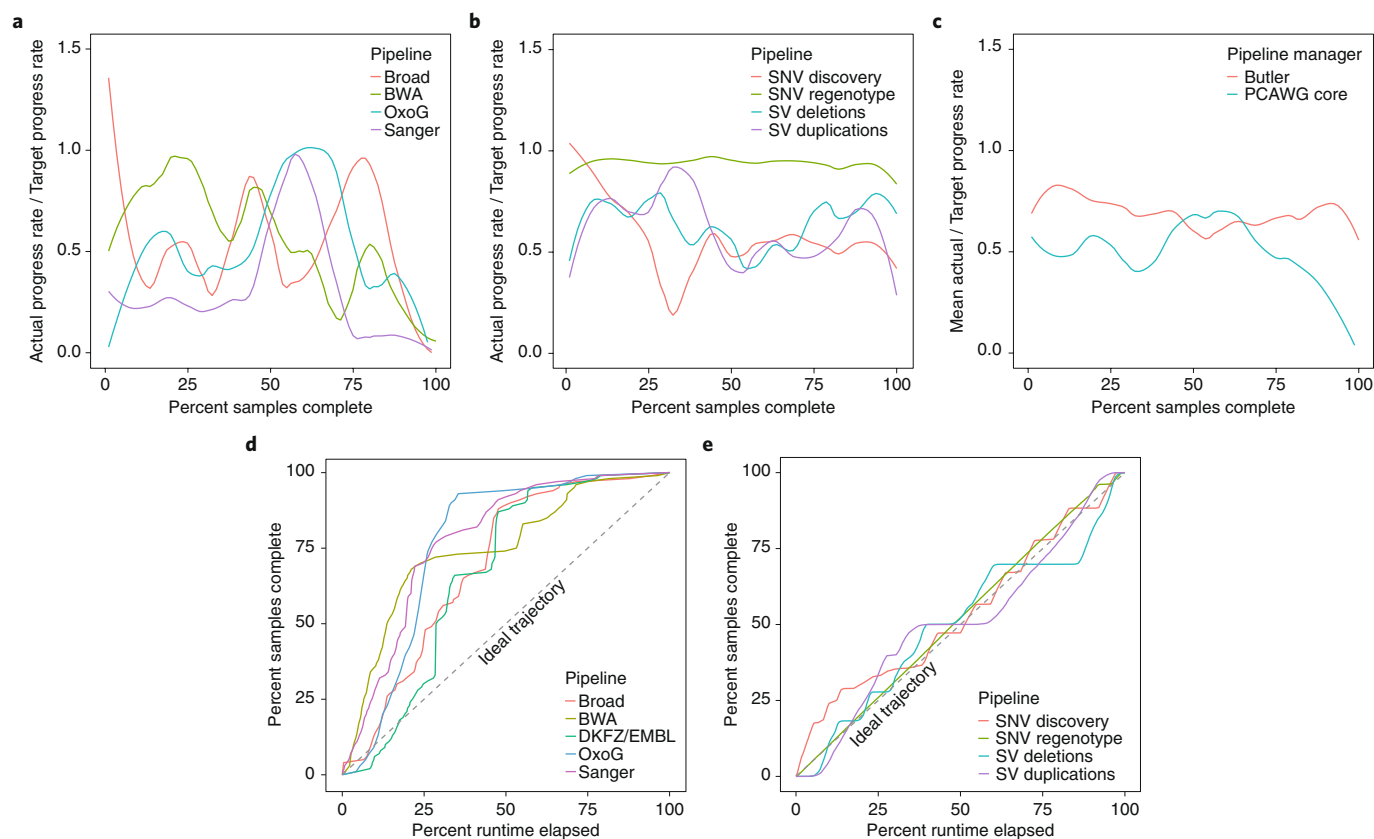 a
Actual progress rate / Target progress rate
1.5
1.0
0.5
0.0
Pipeline
Broad
BWA
OxoG
Sanger
0 25 50 75 100
Percent samples complete
b
Actual progress rate / Target progress rate
1.5
1.0
0.5
0.0
Pipeline
SNV discovery
SNV regenotype
SV deletions
SV duplications
0 25 50 75 100
Percent samples complete
c
Mean actual / Target progress rate
1.5
1.0
0.5
0.0
Pipeline manager
Butler
PCAWG core
0 25 50 75 100
Percent samples complete
d
Percent samples complete
100
75
50
25
0
Ideal trajectory
Pipeline
Broad
BWA
DKFZ/EMBL
OxoG
Sanger
0 25 50 75 100
Percent runtime elapsed
e
Percent samples complete
100
75
50
25
0
Ideal trajectory
Pipeline
SNV discovery
SNV regenotype
SV deletions
SV duplications
0 25 50 75 100
Percent runtime elapsed